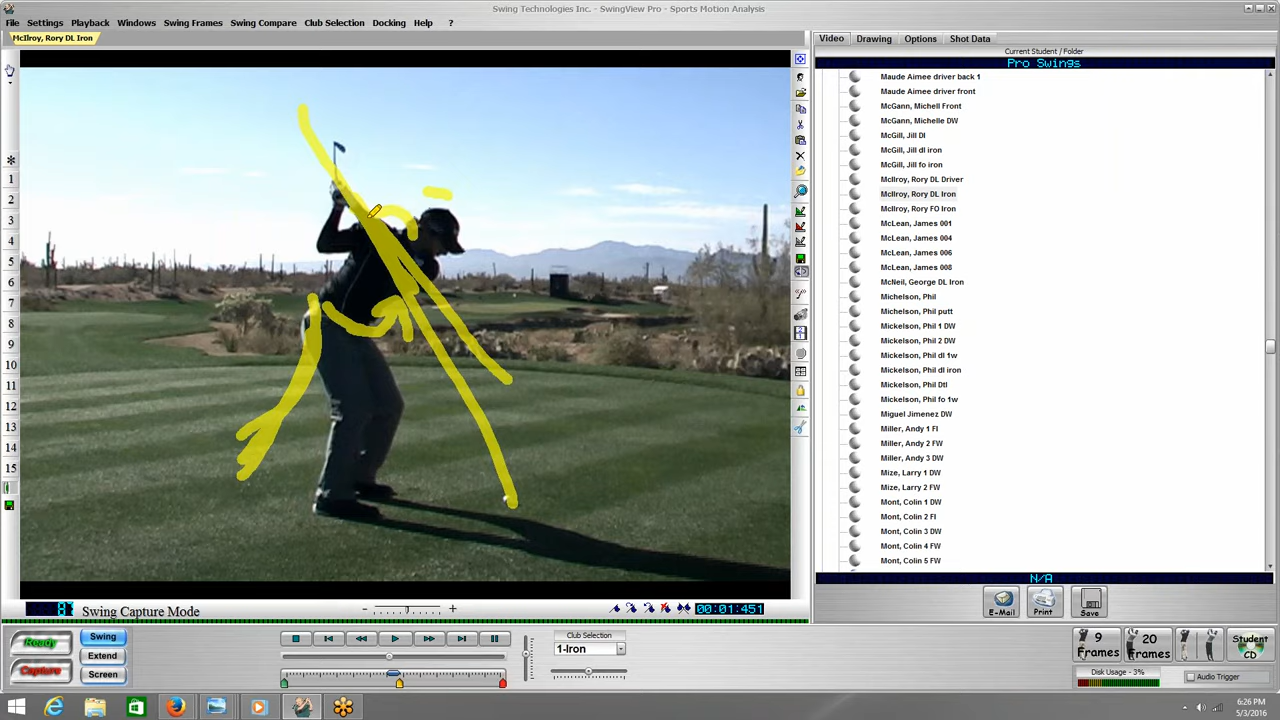 Swing Technologies Inc. - SwingView Pro - Sports Motion Analysis
File Settings Playback Windows Swing Frames Swing Compare Club Selection Docking Help ?
McIlroy, Rory DL Iron
Video Drawing Options Shot Data
Current Student / Folder
Pro Swings
Maude Aimee driver back 1
Maude Aimee driver front
McGann, Michell Front
McGann, Michelle DW
McGill, Jill Dl
McGill, Jill dl iron
McGill, Jill fo iron
McIlroy, Rory DL Driver
McIlroy, Rory DL Iron
McIlroy, Rory FO Iron
McLean, James 001
McLean, James 004
McLean, James 006
McLean, James 008
McNeil, George DL Iron
Michelson, Phil
Michelson, Phil putt
Mickelson, Phil 1 DW
Mickelson, Phil 2 DW
Mickelson, Phil dl 1w
Mickelson, Phil dl iron
Mickelson, Phil Dtl
Mickelson, Phil fo 1w
Miguel Jimenez DW
Miller, Andy 1 FI
Miller, Andy 2 FW
Miller, Andy 3 DW
Mize, Larry 1 DW
Mize, Larry 2 FW
Mont, Colin 1 DW
Mont, Colin 2 FI
Mont, Colin 3 DW
Mont, Colin 4 FW
Mont, Colin 5 FW
N/A
E-Mail Print Save
1
2
3
4
5
6
7
8
9
10
11
12
13
14
15
Swing Capture Mode
- +
00:01:451
Ready
Capture
Swing
Extend
Screen
Club Selection
1-Iron
9 Frames
20 Frames
Student CD
Disk Usage - 3%
Audio Trigger
6:26 PM
5/3/2016